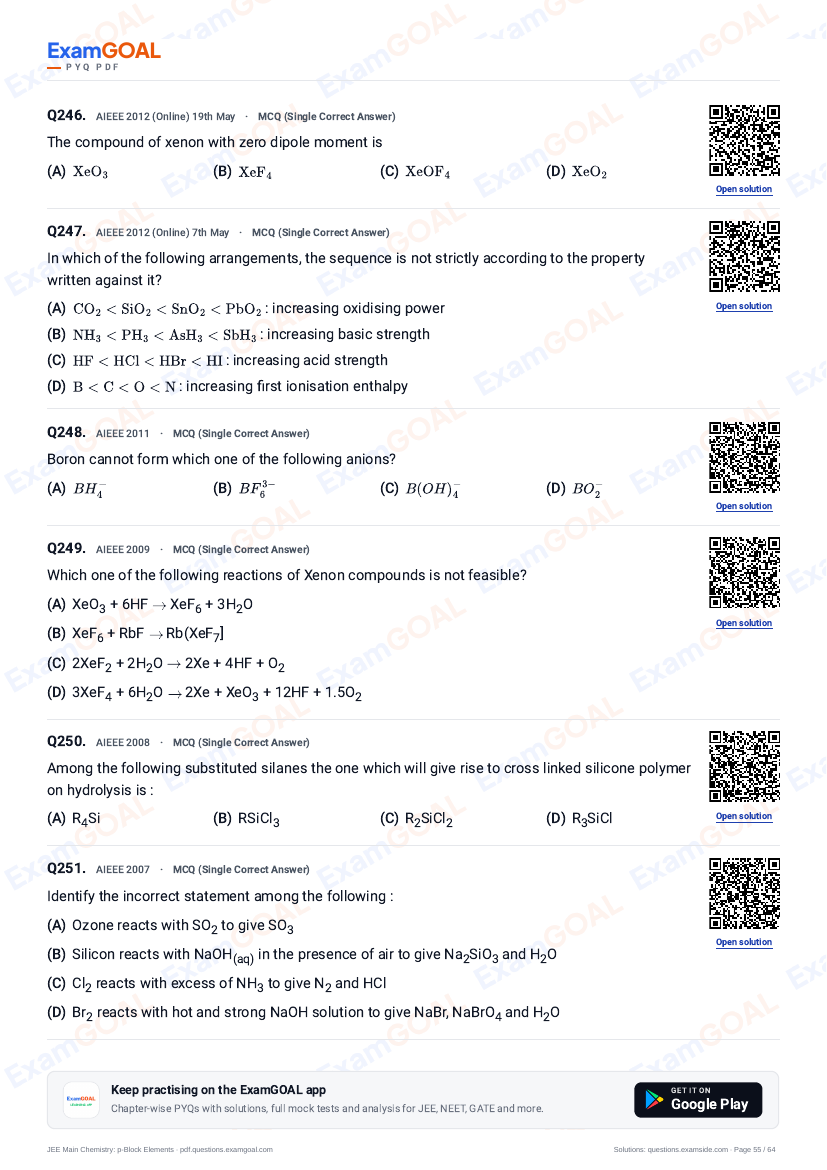 ExamGOAL
PYQ PDF
Q246. AIEEE 2012 (Online) 19th May · MCQ (Single Correct Answer)
The compound of xenon with zero dipole moment is
(A) XeO₃ (B) XeF₄ (C) XeOF₄ (D) XeO₂
Open solution
Q247. AIEEE 2012 (Online) 7th May · MCQ (Single Correct Answer)
In which of the following arrangements, the sequence is not strictly according to the property
written against it?
(A) CO₂ < SiO₂ < SnO₂ < PbO₂ : increasing oxidising power
(B) NH₃ < PH₃ < AsH₃ < SbH₃ : increasing basic strength
(C) HF < HCl < HBr < HI : increasing acid strength
(D) B < C < O < N : increasing first ionisation enthalpy
Open solution
Q248. AIEEE 2011 · MCQ (Single Correct Answer)
Boron cannot form which one of the following anions?
(A) BH₄⁻ (B) BF₆³⁻ (C) B(OH)₄⁻ (D) BO₂⁻
Open solution
Q249. AIEEE 2009 · MCQ (Single Correct Answer)
Which one of the following reactions of Xenon compounds is not feasible?
(A) XeO₃ + 6HF → XeF₆ + 3H₂O
(B) XeF₆ + RbF → Rb(XeF₇]
(C) 2XeF₂ + 2H₂O → 2Xe + 4HF + O₂
(D) 3XeF₄ + 6H₂O → 2Xe + XeO₃ + 12HF + 1.5O₂
Open solution
Q250. AIEEE 2008 · MCQ (Single Correct Answer)
Among the following substituted silanes the one which will give rise to cross linked silicone polymer
on hydrolysis is :
(A) R₄Si (B) RSiCl₃ (C) R₂SiCl₂ (D) R₃SiCl
Open solution
Q251. AIEEE 2007 · MCQ (Single Correct Answer)
Identify the incorrect statement among the following :
(A) Ozone reacts with SO₂ to give SO₃
(B) Silicon reacts with NaOH₍aq₎ in the presence of air to give Na₂SiO₃ and H₂O
(C) Cl₂ reacts with excess of NH₃ to give N₂ and HCl
(D) Br₂ reacts with hot and strong NaOH solution to give NaBr, NaBrO₄ and H₂O
Open solution
Keep practising on the ExamGOAL app
Chapter-wise PYQs with solutions, full mock tests and analysis for JEE, NEET, GATE and more.
GET IT ON
Google Play
JEE Main Chemistry: p-Block Elements · pdf.questions.examgoal.com Solutions: questions.examside.com · Page 55 / 64